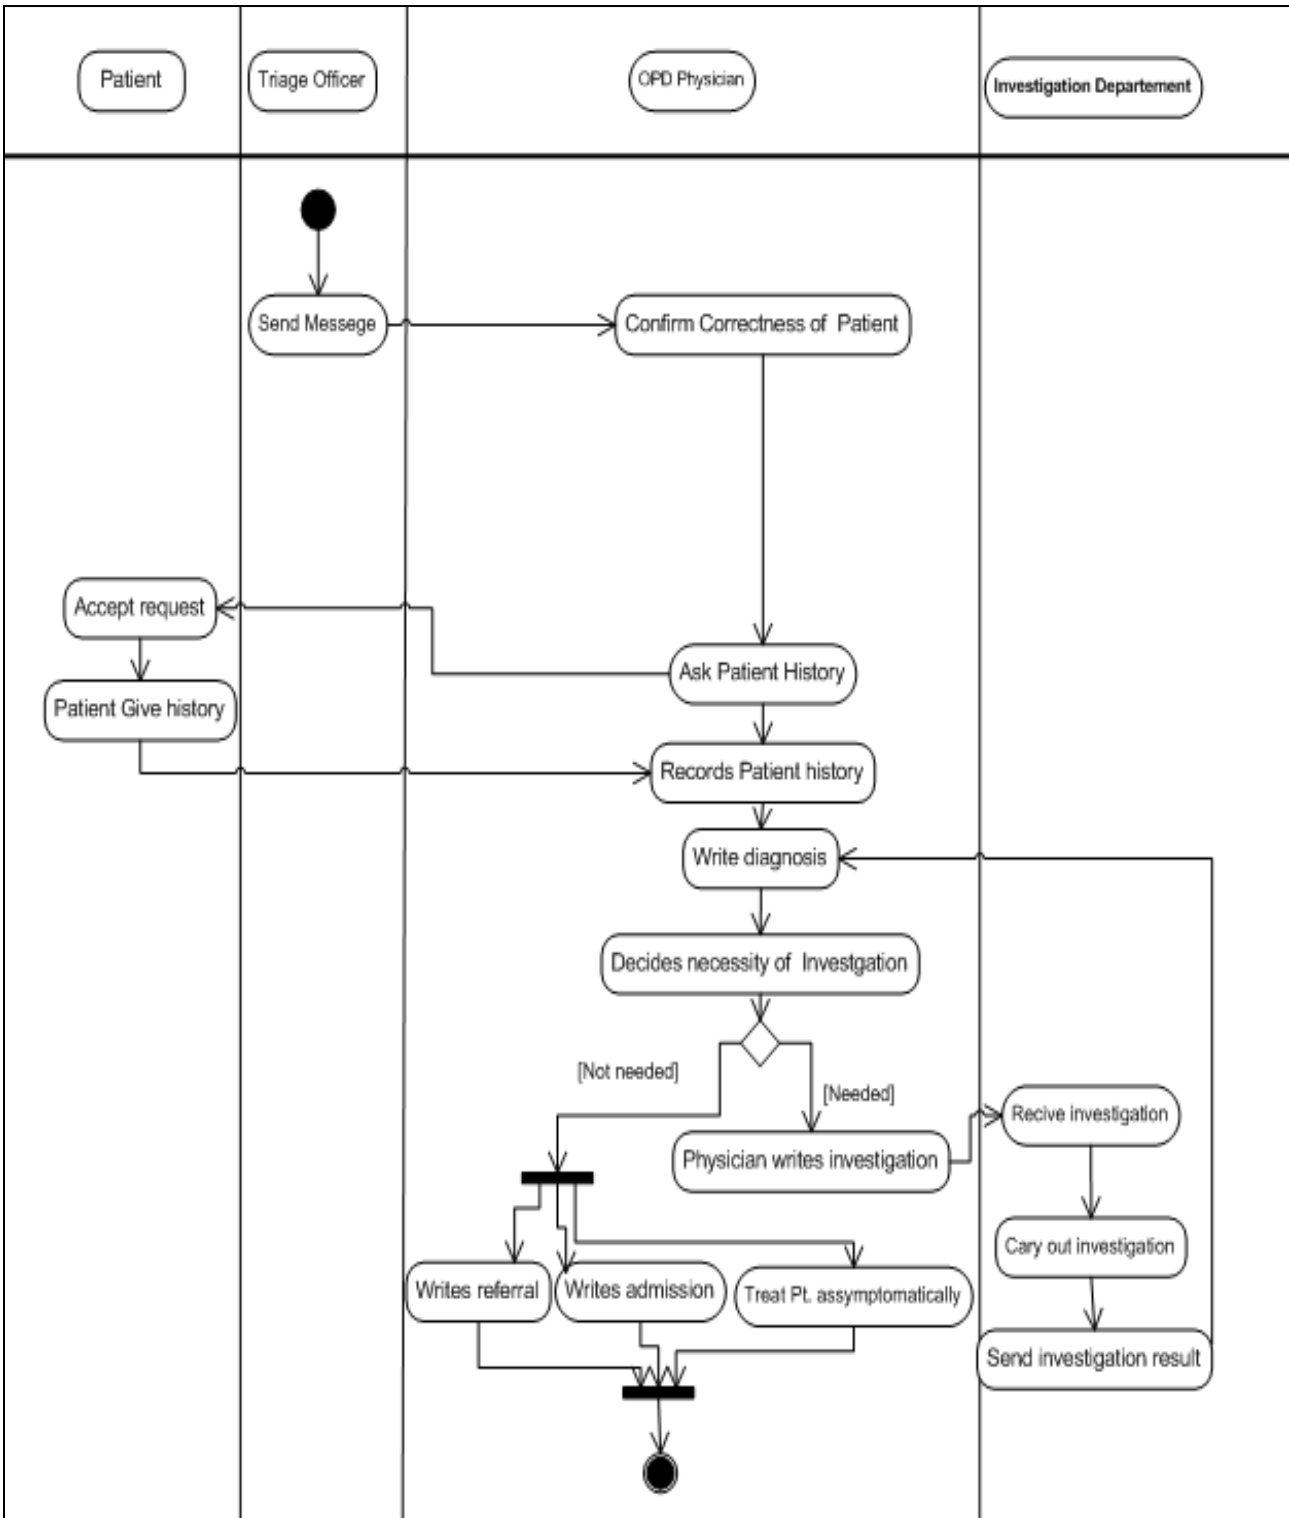 Patient
Triage Officer
OPD Physician
Investigation Departement
Send Messege
Confirm Correctness of Patient
Accept request
Ask Patient History
Patient Give history
Records Patient history
Write diagnosis
Decides necessity of Investgation
[Not needed]
[Needed]
Recive investigation
Physician writes investigation
Cary out investigation
Writes referral
Writes admission
Treat Pt. assymptomatically
Send investigation result